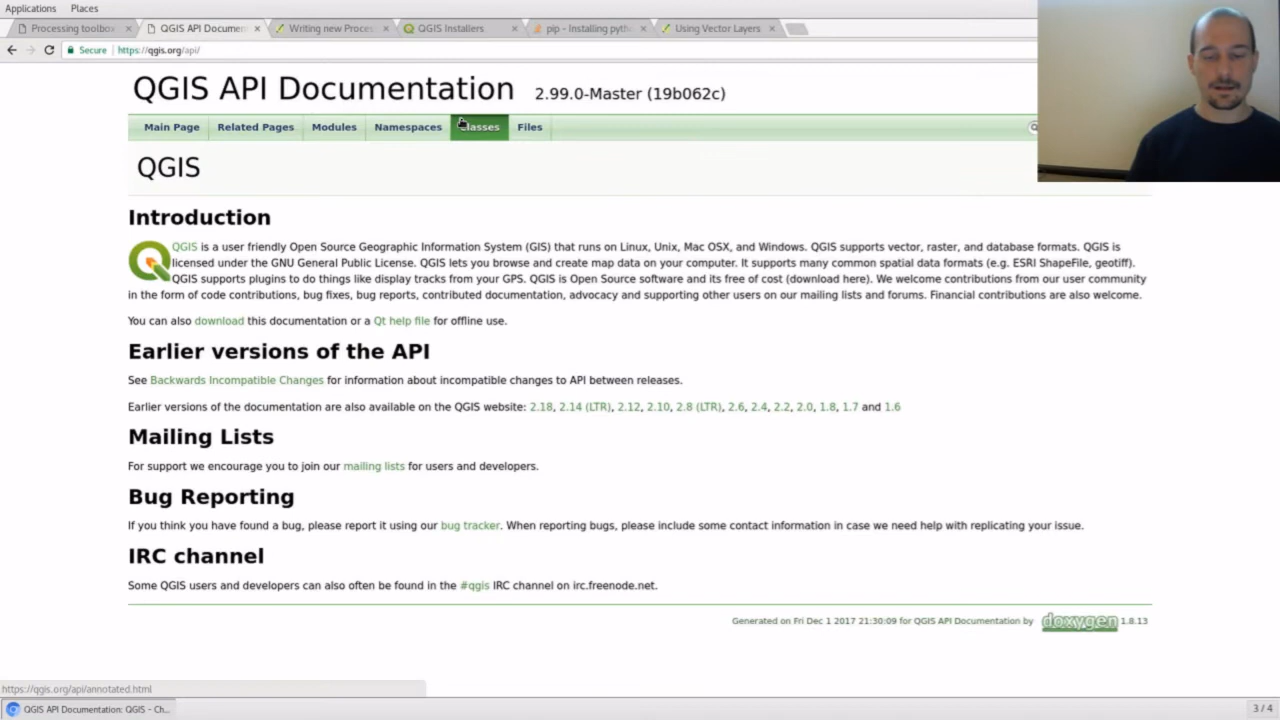 Applications Places
Processing toolbox × QGIS API Documen × Writing new Proces × QGIS Installers × pip - Installing pyth × Using Vector Layers ×
Secure | https://qgis.org/api/
QGIS API Documentation 2.99.0-Master (19b062c)
Main Page Related Pages Modules Namespaces Classes Files
QGIS
Introduction
QGIS is a user friendly Open Source Geographic Information System (GIS) that runs on Linux, Unix, Mac OSX, and Windows. QGIS supports vector, raster, and database formats. QGIS is
licensed under the GNU General Public License. QGIS lets you browse and create map data on your computer. It supports many common spatial data formats (e.g. ESRI ShapeFile, geotiff).
QGIS supports plugins to do things like display tracks from your GPS. QGIS is Open Source software and its free of cost (download here). We welcome contributions from our user community
in the form of code contributions, bug fixes, bug reports, contributed documentation, advocacy and supporting other users on our mailing lists and forums. Financial contributions are also welcome.
You can also download this documentation or a Qt help file for offline use.
Earlier versions of the API
See Backwards Incompatible Changes for information about incompatible changes to API between releases.
Earlier versions of the documentation are also available on the QGIS website: 2.18, 2.14 (LTR), 2.12, 2.10, 2.8 (LTR), 2.6, 2.4, 2.2, 2.0, 1.8, 1.7 and 1.6
Mailing Lists
For support we encourage you to join our mailing lists for users and developers.
Bug Reporting
If you think you have found a bug, please report it using our bug tracker. When reporting bugs, please include some contact information in case we need help with replicating your issue.
IRC channel
Some QGIS users and developers can also often be found in the #qgis IRC channel on irc.freenode.net.
Generated on Fri Dec 1 2017 21:30:09 for QGIS API Documentation by doxygen 1.8.13
https://qgis.org/api/annotated.html
QGIS API Documentation: QGIS - Ch... 3 / 4